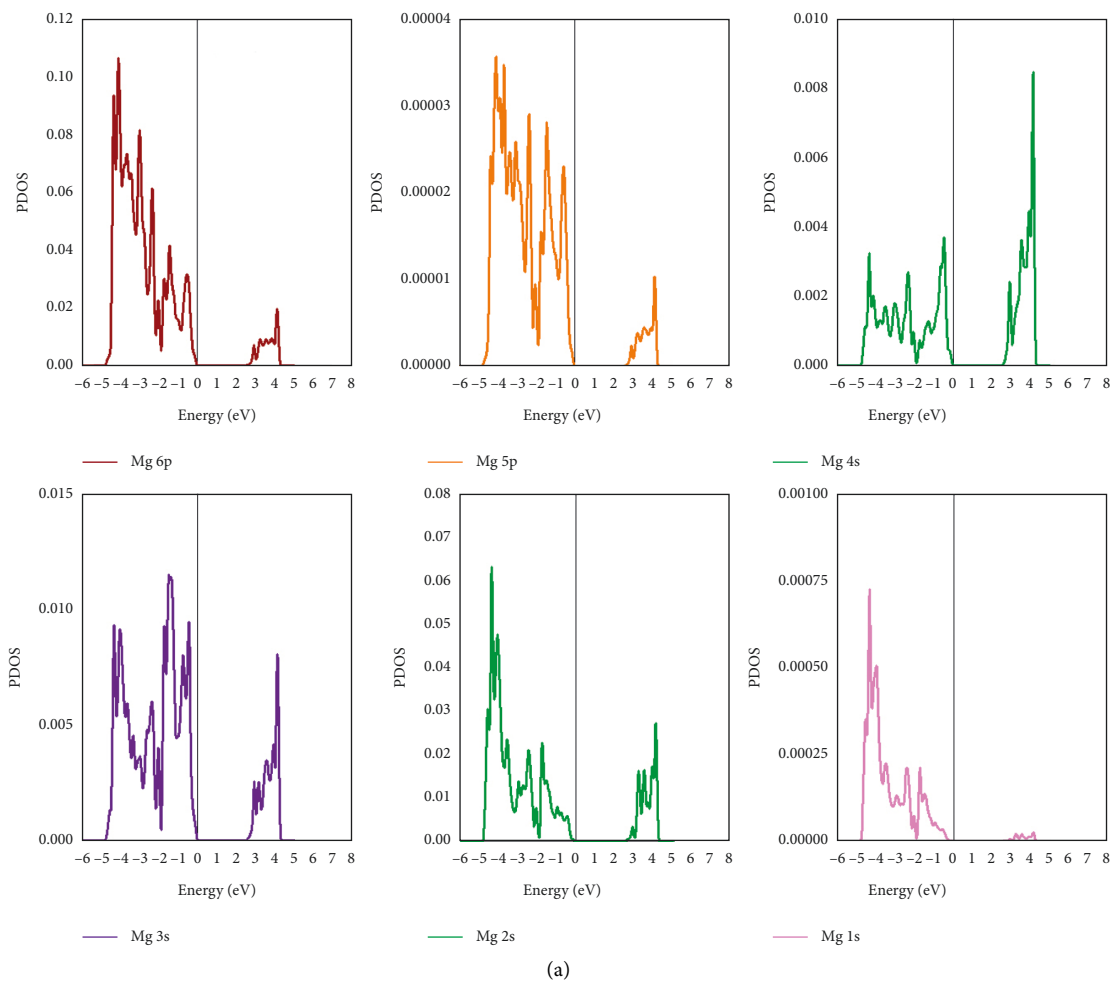 0.12
0.10
0.08
0.06
0.04
0.02
0.00
PDOS
–6 –5 –4 –3 –2 –1 0 1 2 3 4 5 6 7 8
Energy (eV)
Mg 6p
0.00004
0.00003
0.00002
0.00001
0.00000
PDOS
–6 –5 –4 –3 –2 –1 0 1 2 3 4 5 6 7 8
Energy (eV)
Mg 5p
0.010
0.008
0.006
0.004
0.002
0.000
PDOS
–6 –5 –4 –3 –2 –1 0 1 2 3 4 5 6 7 8
Energy (eV)
Mg 4s
0.015
0.010
0.005
0.000
PDOS
–6 –5 –4 –3 –2 –1 0 1 2 3 4 5 6 7 8
Energy (eV)
Mg 3s
0.08
0.07
0.06
0.05
0.04
0.03
0.02
0.01
0.00
PDOS
–6 –5 –4 –3 –2 –1 0 1 2 3 4 5 6 7 8
Energy (eV)
Mg 2s
0.00100
0.00075
0.00050
0.00025
0.00000
PDOS
–6 –5 –4 –3 –2 –1 0 1 2 3 4 5 6 7 8
Energy (eV)
Mg 1s
(a)